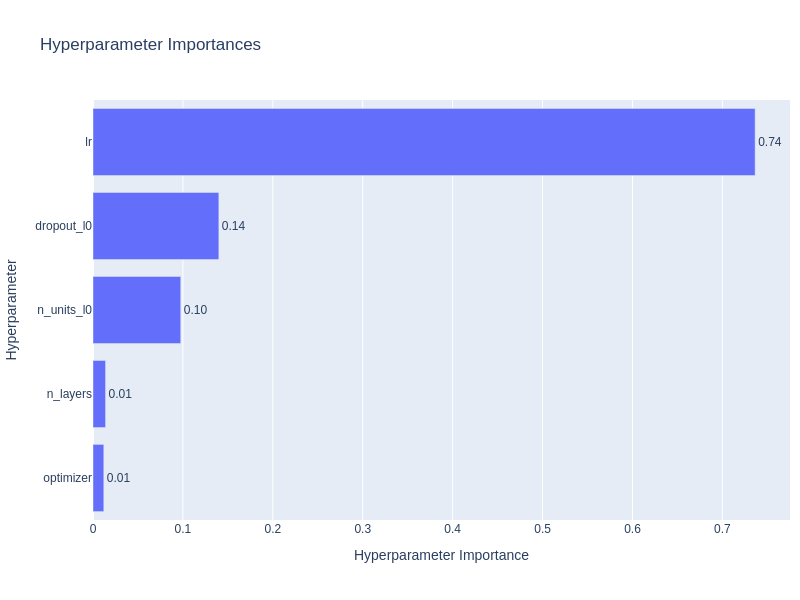 Hyperparameter Importances
lr
0.74
dropout_l0
0.14
n_units_l0
0.10
n_layers
0.01
optimizer
0.01
0 0.1 0.2 0.3 0.4 0.5 0.6 0.7
Hyperparameter Importance
Hyperparameter